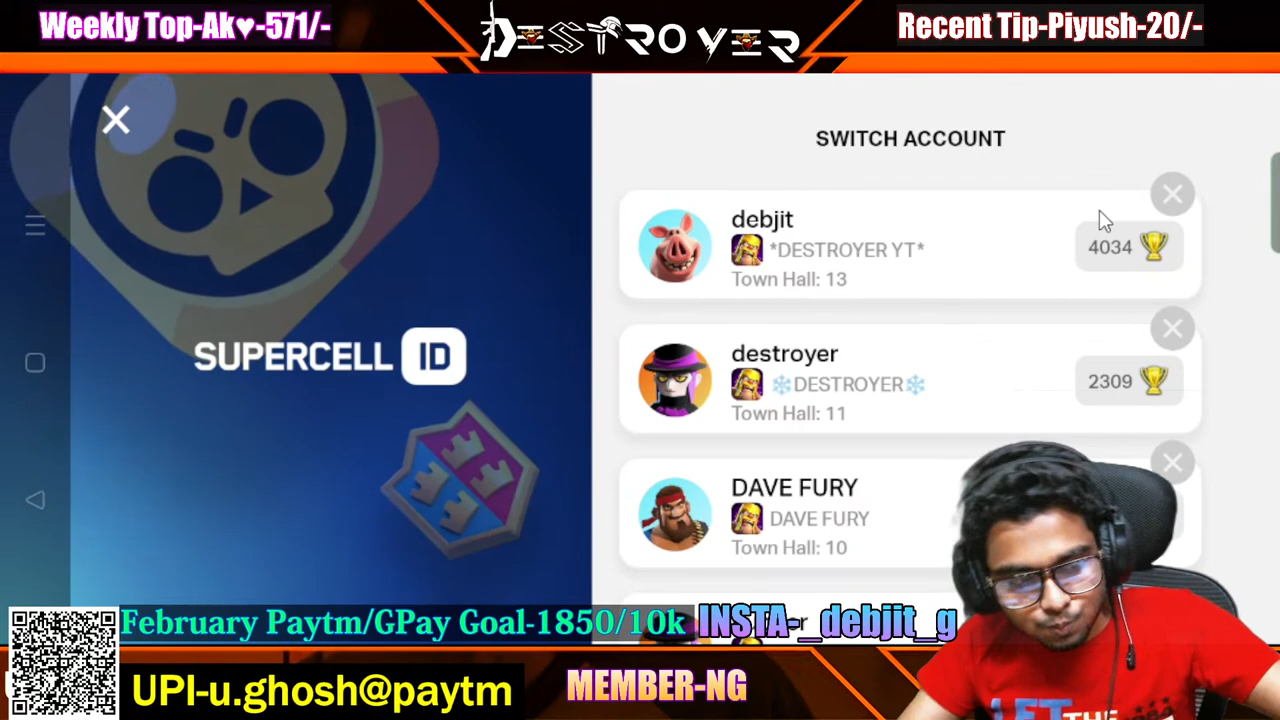 Weekly Top-Ak♥-571/-
DESTROYER
Recent Tip-Piyush-20/-
SWITCH ACCOUNT
debjit
*DESTROYER YT*
Town Hall: 13
4034
SUPERCELL ID
destroyer
❄DESTROYER❄
Town Hall: 11
2309
DAVE FURY
DAVE FURY
Town Hall: 10
February Paytm/GPay Goal-1850/10k
INSTA-_debjit_g
UPI-u.ghosh@paytm
MEMBER-NG
LET
THE